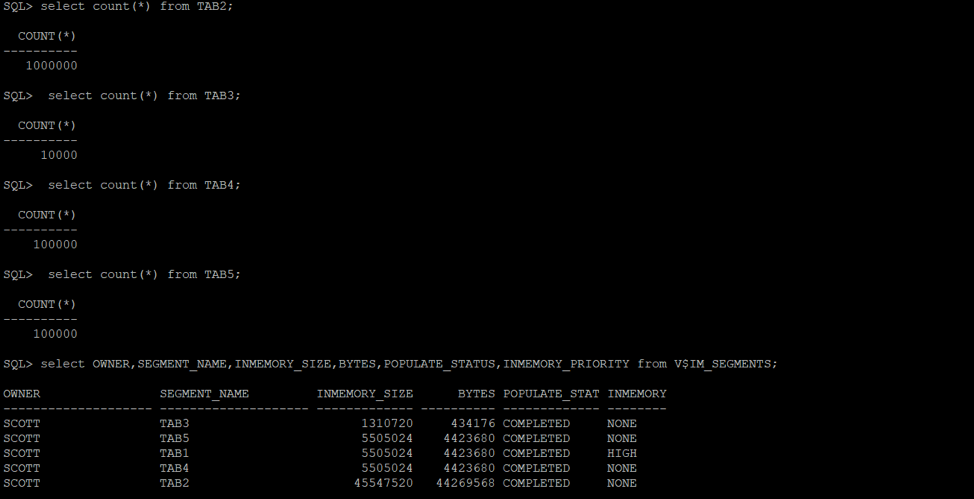 SQL> select count(*) from TAB2;
COUNT(*)
----------
1000000
SQL>  select count(*) from TAB3;
COUNT(*)
----------
10000
SQL>  select count(*) from TAB4;
COUNT(*)
----------
100000
SQL>  select count(*) from TAB5;
COUNT(*)
----------
100000
SQL> select OWNER,SEGMENT_NAME,INMEMORY_SIZE,BYTES,POPULATE_STATUS,INMEMORY_PRIORITY from V$IM_SEGMENTS;
OWNER                SEGMENT_NAME         INMEMORY_SIZE      BYTES POPULATE_STAT INMEMORY
-------------------- -------------------- ------------- ---------- ------------- --------
SCOTT                TAB3                       1310720     434176 COMPLETED     NONE
SCOTT                TAB5                       5505024    4423680 COMPLETED     NONE
SCOTT                TAB1                       5505024    4423680 COMPLETED     HIGH
SCOTT                TAB4                       5505024    4423680 COMPLETED     NONE
SCOTT                TAB2                      45547520   44269568 COMPLETED     NONE